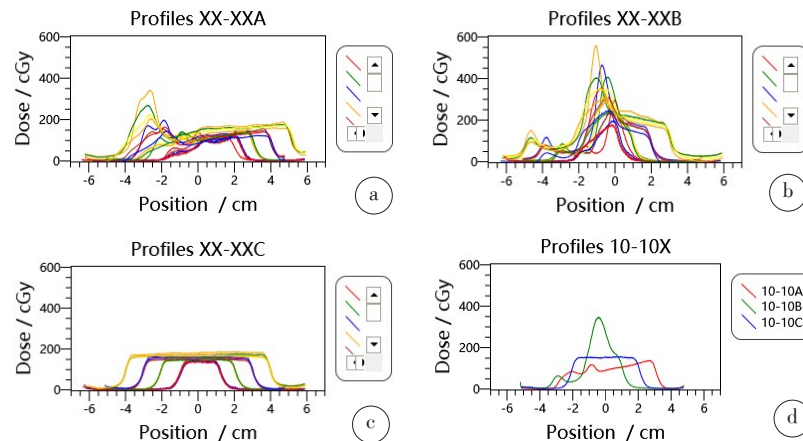 Profiles XX-XXA
Dose / cGy
600
400
200
0
-6 -4 -2 0 2 4 6
Position / cm
a
Profiles XX-XXB
Dose / cGy
600
400
200
0
-6 -4 -2 0 2 4 6
Position / cm
b
Profiles XX-XXC
Dose / cGy
600
400
200
0
-6 -4 -2 0 2 4 6
Position / cm
c
Profiles 10-10X
Dose / cGy
600
400
200
0
-6 -4 -2 0 2 4 6
Position / cm
10-10A
10-10B
10-10C
d